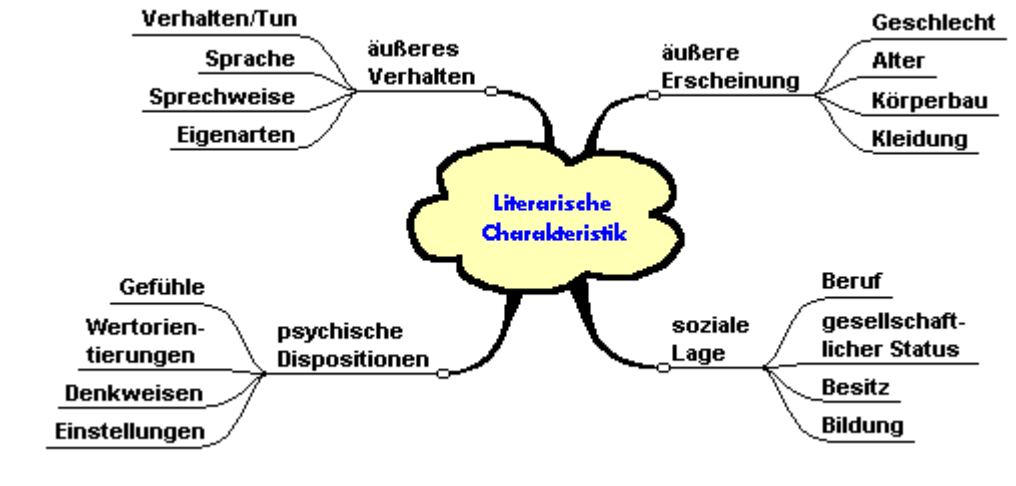 Verhalten/Tun
Sprache
Sprechweise
Eigenarten
äußeres
Verhalten
äußere
Erscheinung
Geschlecht
Alter
Körperbau
Kleidung
Literarische
Charakteristik
Gefühle
Wertorien-
tierungen
Denkweisen
Einstellungen
psychische
Dispositionen
soziale
Lage
Beruf
gesellschaft-
licher Status
Besitz
Bildung